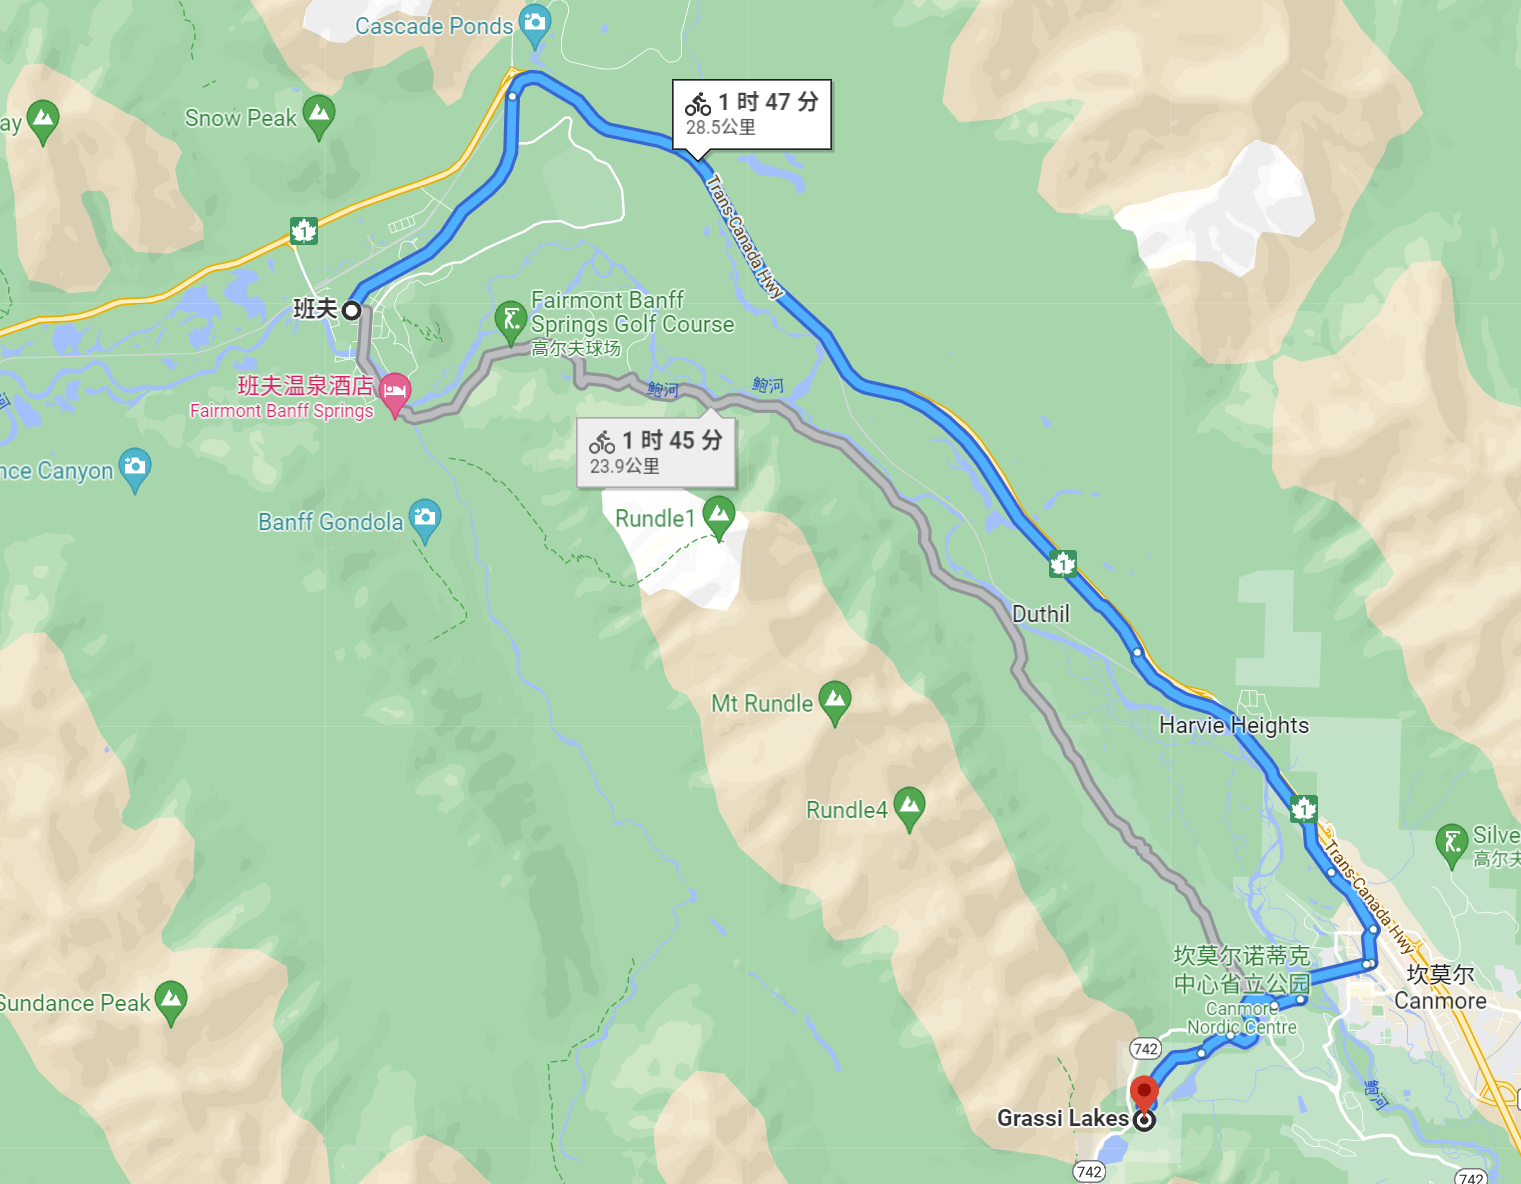 Cascade Ponds
1 时 47 分
28.5公里
ay
Snow Peak
1
Trans-Canada Hwy
班夫
Fairmont Banff
Springs Golf Course
高尔夫球场
班夫温泉酒店
Fairmont Banff Springs
鲍河
鲍河
河
1 时 45 分
23.9公里
nce Canyon
Banff Gondola
Rundle1
1
Duthil
Mt Rundle
Harvie Heights
Rundle4
1
Silve
高尔夫
Trans-Canada Hwy
坎莫尔诺蒂克
中心省立公园
Canmore
Nordic Centre
坎莫尔
Canmore
Sundance Peak
742
鲍河
Grassi Lakes
742
742